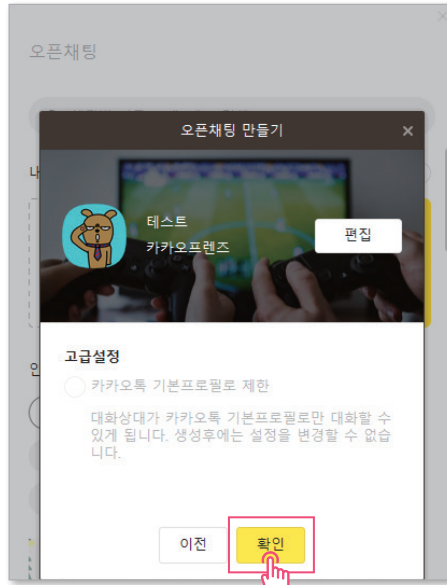 오픈채팅
오픈채팅 만들기
내
테스트
카카오프렌즈
편집
고급설정
인
카카오톡 기본프로필로 제한
대화상대가 카카오톡 기본프로필로만 대화할 수
있게 됩니다. 생성후에는 설정을 변경할 수 없습
니다.
이전
확인